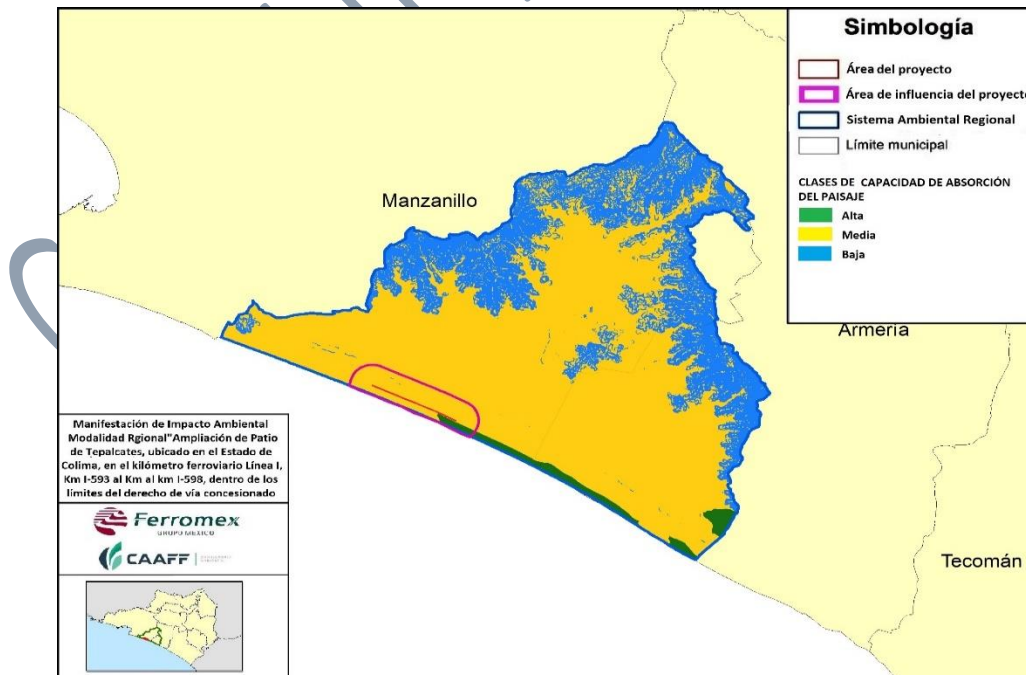 Simbología
Área del proyecto
Área de influencia del proyecto
Sistema Ambiental Regional
Límite municipal
CLASES DE CAPACIDAD DE ABSORCIÓN
DEL PAISAJE
Alta
Media
Baja
Manzanillo
Armería
Tecomán
Manifestación de Impacto Ambiental
Modalidad Rgional"Ampliación de Patio
de Tepalcates, ubicado en el Estado de
Colima, en el kilómetro ferroviario Línea I,
Km I-593 al Km al km I-598, dentro de los
límites del derecho de vía concesionado
Ferromex
GRUPO MEXICO
CAAFF